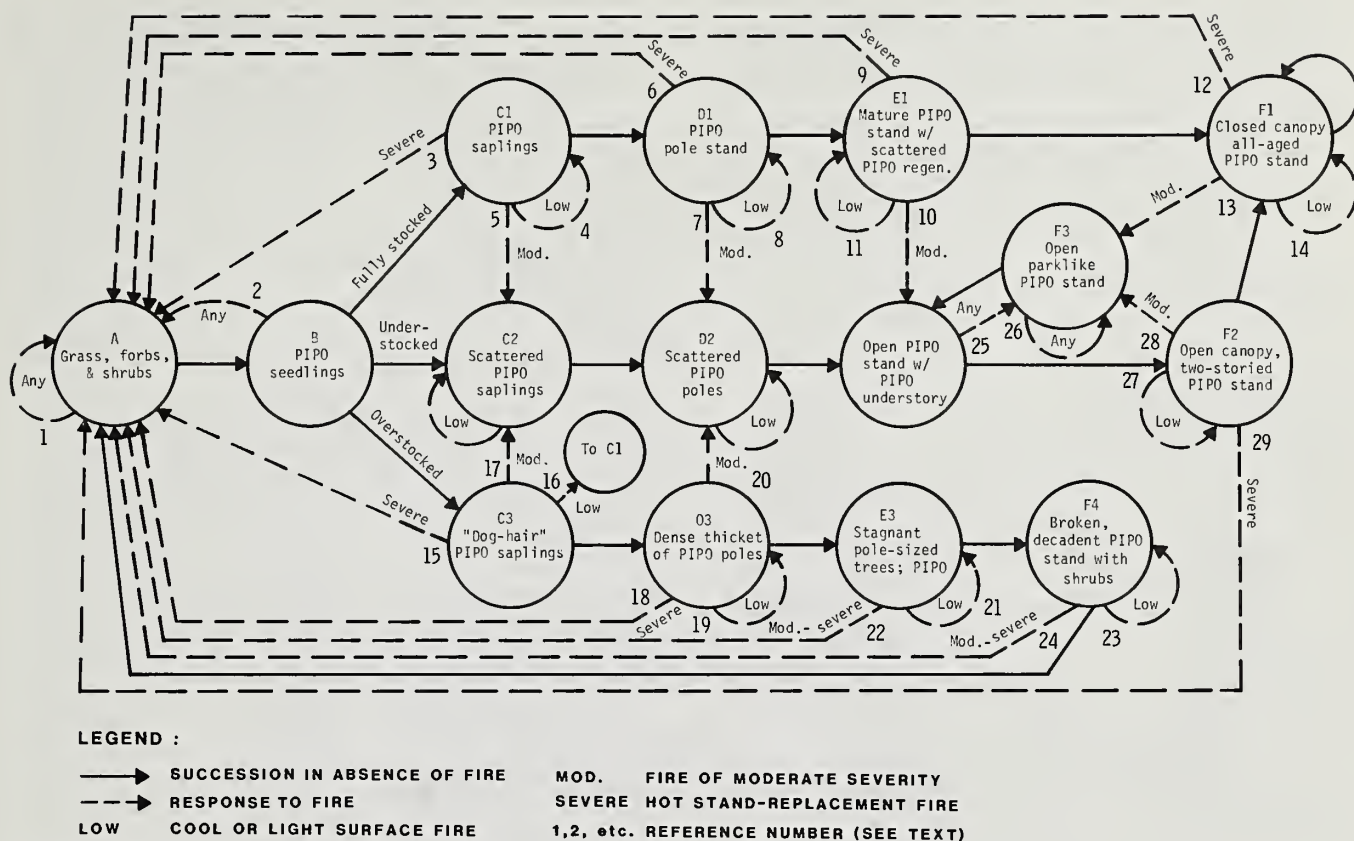 Severe
Severe
Severe
12
9
6
C1
PIPO
saplings
D1
PIPO
pole stand
E1
Mature PIPO
stand w/
scattered
PIPO regen.
F1
Closed canopy
all-aged
PIPO stand
Severe
3
Low
5
4
Mod.
Low
7
8
Mod.
Low
11
10
Mod.
Mod.
13
Low
14
Fully stocked
F3
Open
parklike
PIPO stand
2
Any
A
Grass, forbs,
& shrubs
B
PIPO
seedlings
Under-
stocked
C2
Scattered
PIPO
saplings
D2
Scattered
PIPO
poles
Open PIPO
stand w/
PIPO
understory
Any
25
26
Any
Mod.
28
F2
Open canopy,
two-storied
PIPO stand
27
Any
1
Low
Low
Low
29
Overstocked
To C1
17
Mod.
16
Low
Mod.
20
Severe
Severe
15
C3
"Dog-hair"
PIPO saplings
O3
Dense thicket
of PIPO poles
E3
Stagnant
pole-sized
trees; PIPO
F4
Broken,
decadent PIPO
stand with
shrubs
18
Severe
19
Low
Mod.- severe
22
Low
21
Mod.-severe
24
23
Low
LEGEND :
SUCCESSION IN ABSENCE OF FIRE
RESPONSE TO FIRE
LOW COOL OR LIGHT SURFACE FIRE
MOD. FIRE OF MODERATE SEVERITY
SEVERE HOT STAND-REPLACEMENT FIRE
1,2, etc. REFERENCE NUMBER (SEE TEXT)